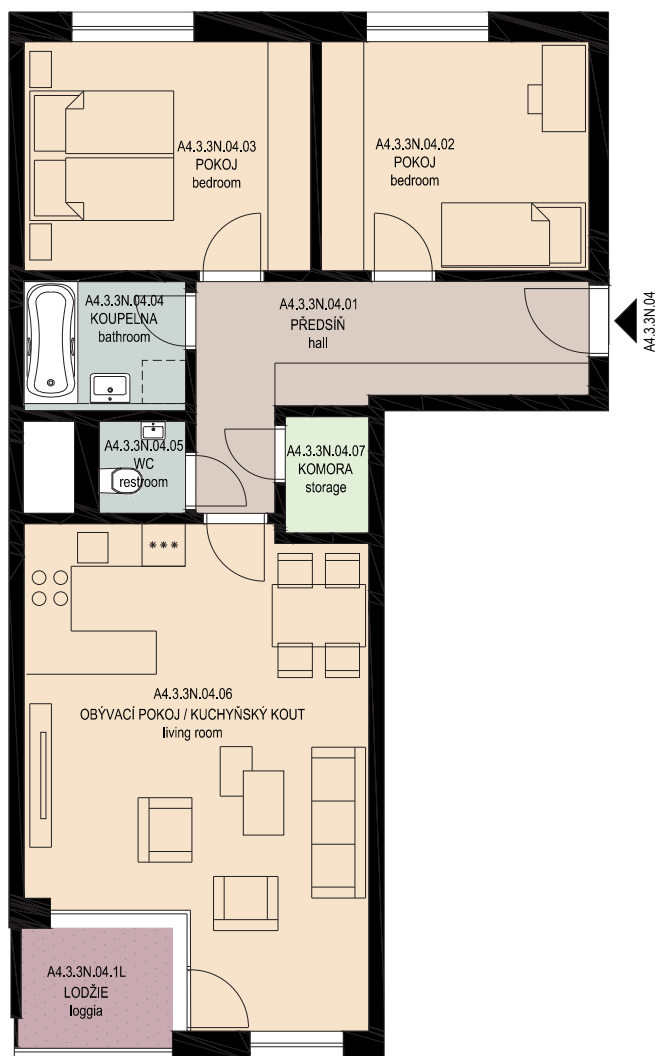 A4.3.3N.04.03
POKOJ
bedroom
A4.3.3N.04.02
POKOJ
bedroom
A4.3.3N.04.04
KOUPELNA
bathroom
A4.3.3N.04.01
PŘEDSÍŇ
hall
A4.3.3N.04
A4.3.3N.04.05
WC
restroom
A4.3.3N.04.07
KOMORA
storage
***
A4.3.3N.04.06
OBÝVACÍ POKOJ / KUCHYŇSKÝ KOUT
living room
A4.3.3N.04.1L
LODŽIE
loggia